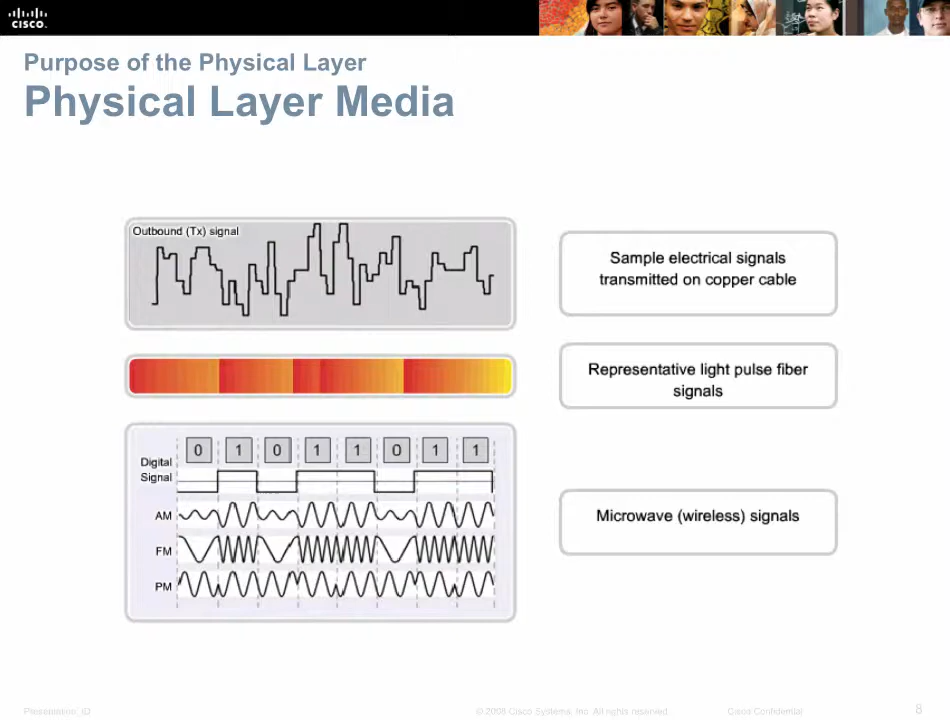 CISCO.
Purpose of the Physical Layer
Physical Layer Media
Outbound (Tx) signal
Sample electrical signals
transmitted on copper cable
Representative light pulse fiber
signals
0 1 0 1 1 0 1 1
Digital
Signal
AM
FM
PM
Microwave (wireless) signals
Presentation_ID
© 2008 Cisco Systems, Inc. All rights reserved.
Cisco Confidential
8